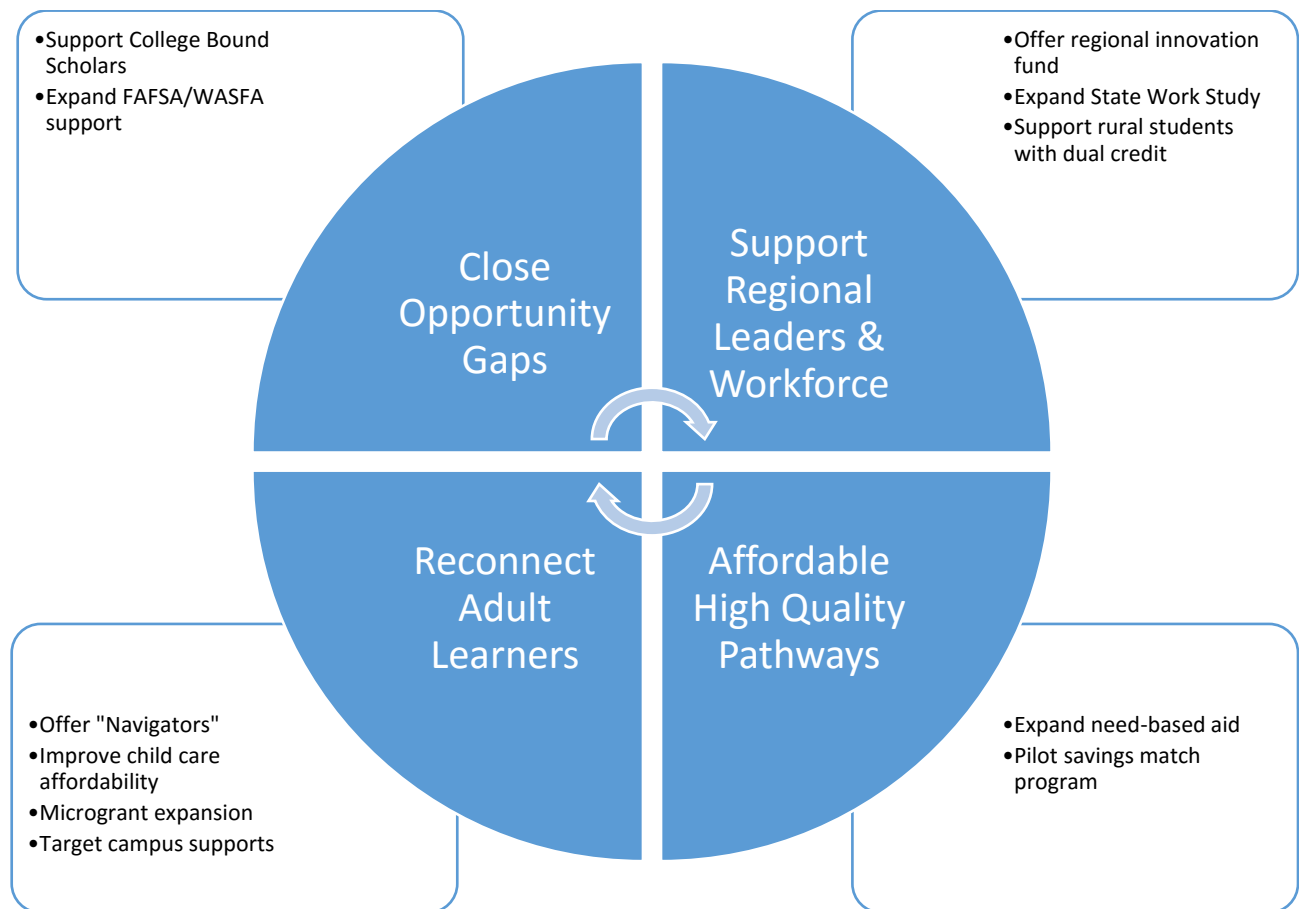 •Support College Bound
Scholars
•Expand FAFSA/WASFA
support
•Offer regional innovation
fund
•Expand State Work Study
•Support rural students
with dual credit
Close
Opportunity
Gaps
Support
Regional
Leaders &
Workforce
Reconnect
Adult
Learners
Affordable
High Quality
Pathways
•Offer "Navigators"
•Improve child care
affordability
•Microgrant expansion
•Target campus supports
•Expand need-based aid
•Pilot savings match
program